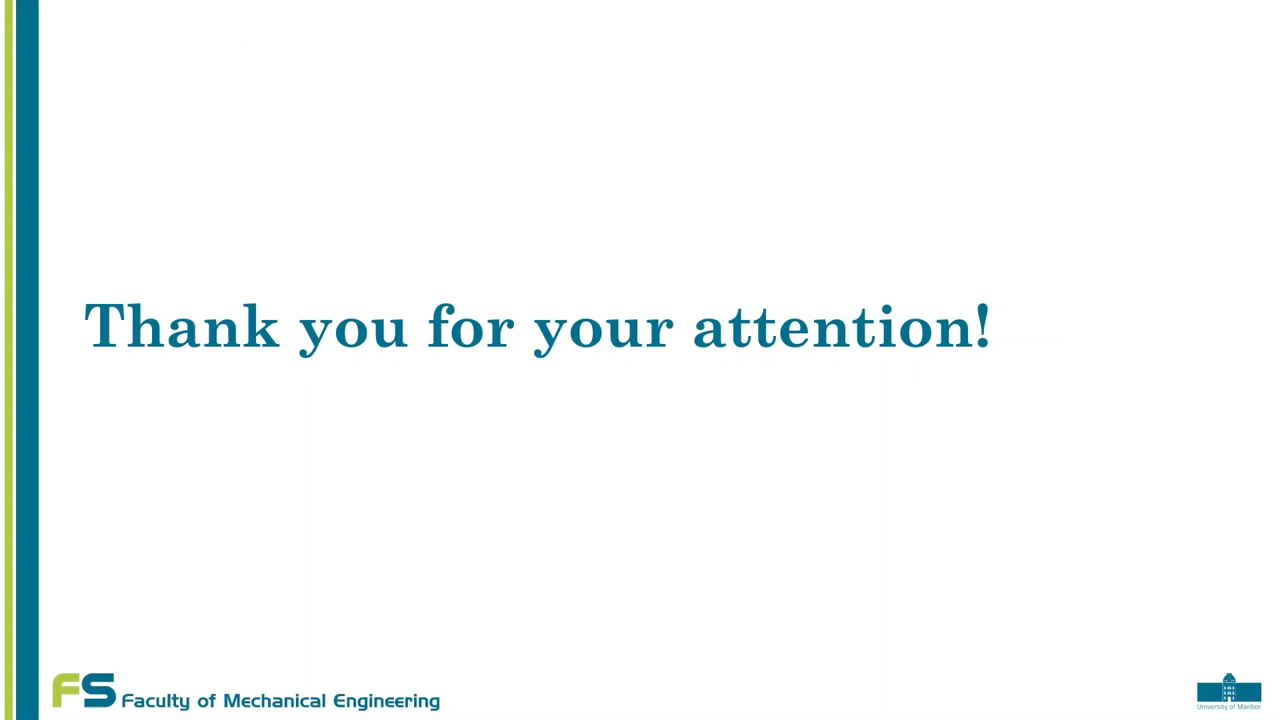 Thank you for your attention!
FS Faculty of Mechanical Engineering
University of Maribor